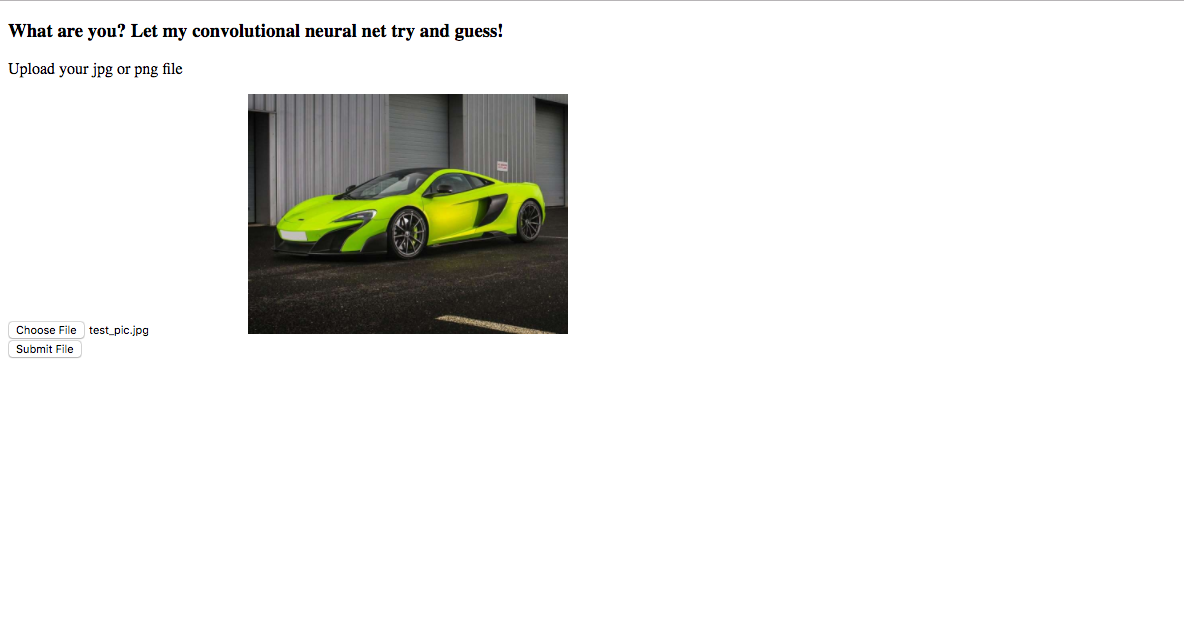 What are you? Let my convolutional neural net try and guess!
Upload your jpg or png file
Choose File test_pic.jpg
Submit File